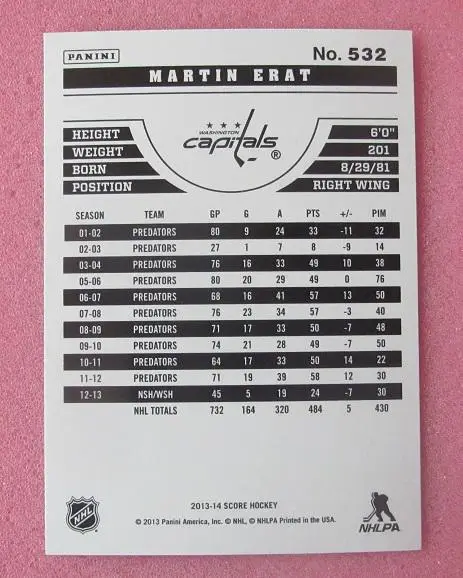 PANINI No. 532
MARTIN ERAT
WASHINGTON
capitals ®
HEIGHT 6'0"
WEIGHT 201
BORN 8/29/81
POSITION RIGHT WING
SEASON TEAM GP G A PTS +/- PIM
01-02 PREDATORS 80 9 24 33 -11 32
02-03 PREDATORS 27 1 7 8 -9 14
03-04 PREDATORS 76 16 33 49 10 38
05-06 PREDATORS 80 20 29 49 0 76
06-07 PREDATORS 68 16 41 57 13 50
07-08 PREDATORS 76 23 34 57 -3 40
08-09 PREDATORS 71 17 33 50 -7 48
09-10 PREDATORS 74 21 28 49 -7 50
10-11 PREDATORS 64 17 33 50 14 22
11-12 PREDATORS 71 19 39 58 12 30
12-13 NSH/WSH 45 5 19 24 -7 30
NHL TOTALS 732 164 320 484 5 430
2013-14 SCORE HOCKEY
© 2013 Panini America, Inc. © NHL, © NHLPA Printed in the USA.
NHL
NHLPA